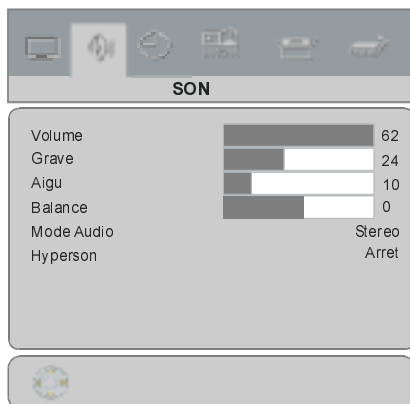 SON
Volume 62
Grave 24
Aigu 10
Balance 0
Mode Audio Stereo
Hyperson Arret